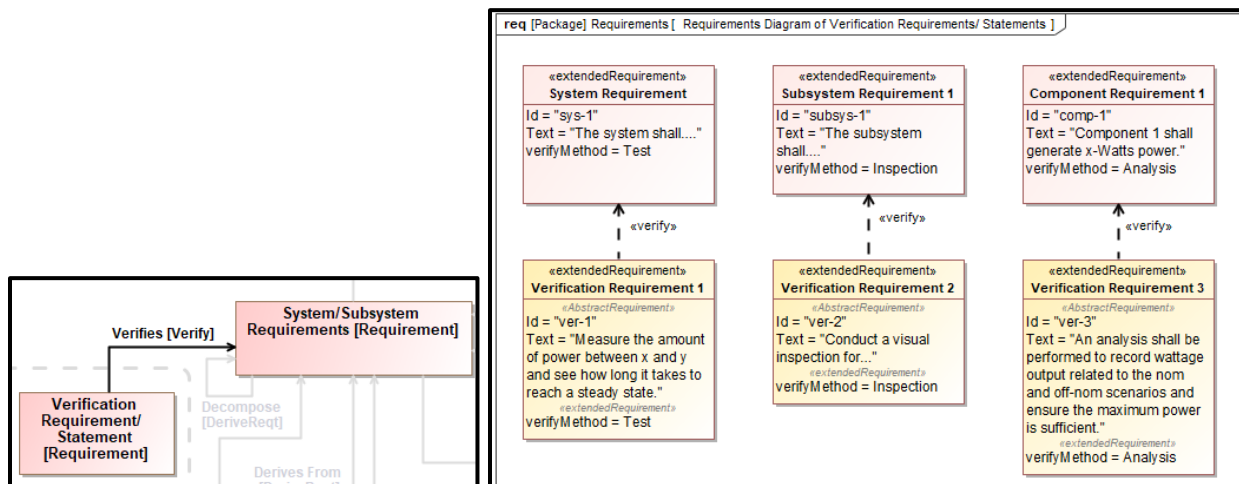 req [Package] Requirements [ Requirements Diagram of Verification Requirements/ Statements ]
«extendedRequirement»
System Requirement
Id = "sys-1"
Text = "The system shall...."
verifyMethod = Test
«extendedRequirement»
Subsystem Requirement 1
Id = "subsys-1"
Text = "The subsystem
shall...."
verifyMethod = Inspection
«extendedRequirement»
Component Requirement 1
Id = "comp-1"
Text = "Component 1 shall
generate x-Watts power."
verifyMethod = Analysis
«verify»
«verify»
«verify»
«extendedRequirement»
Verification Requirement 1
«AbstractRequirement»
Id = "ver-1"
Text = "Measure the amount
of power between x and y
and see how long it takes to
reach a steady state."
«extendedRequirement»
verifyMethod = Test
«extendedRequirement»
Verification Requirement 2
«AbstractRequirement»
Id = "ver-2"
Text = "Conduct a visual
inspection for..."
«extendedRequirement»
verifyMethod = Inspection
«extendedRequirement»
Verification Requirement 3
«AbstractRequirement»
Id = "ver-3"
Text = "An analysis shall be
performed to record wattage
output related to the nom
and off-nom scenarios and
ensure the maximum power
is sufficient."
«extendedRequirement»
verifyMethod = Analysis
System/Subsystem
Requirements [Requirement]
Verifies [Verify]
Verification
Requirement/
Statement
[Requirement]
Decompose
[DeriveReqt]
Derives From